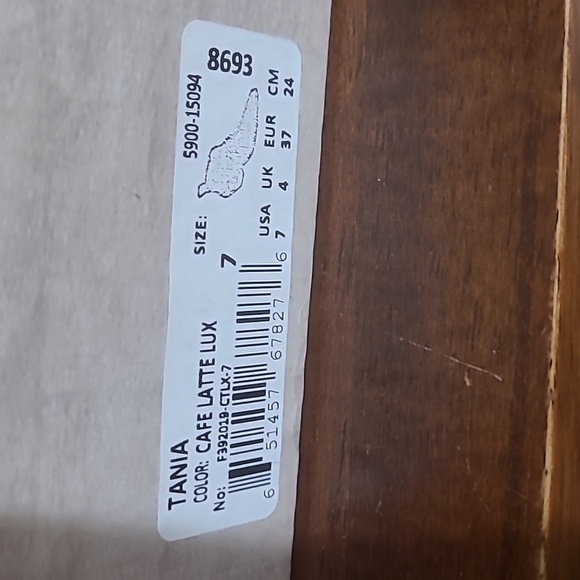 TANIA
COLOR: CAFE LATTE LUX
No: F392019-CTLX-7
6 51457 67827 6
SIZE:
7
5900-15094
8693
USA UK EUR CM
7 4 37 24